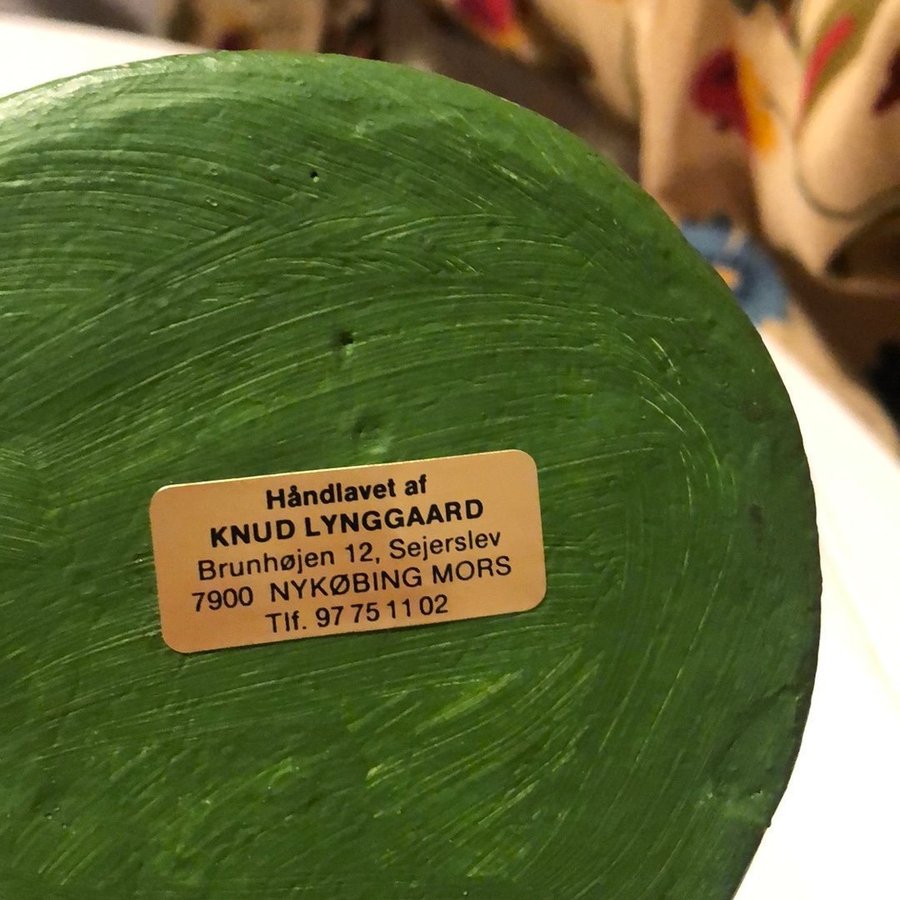 Håndlavet af
KNUD LYNGGAARD
Brunhøjen 12, Sejerslev
7900 NYKØBING MORS
Tlf. 97 75 11 02